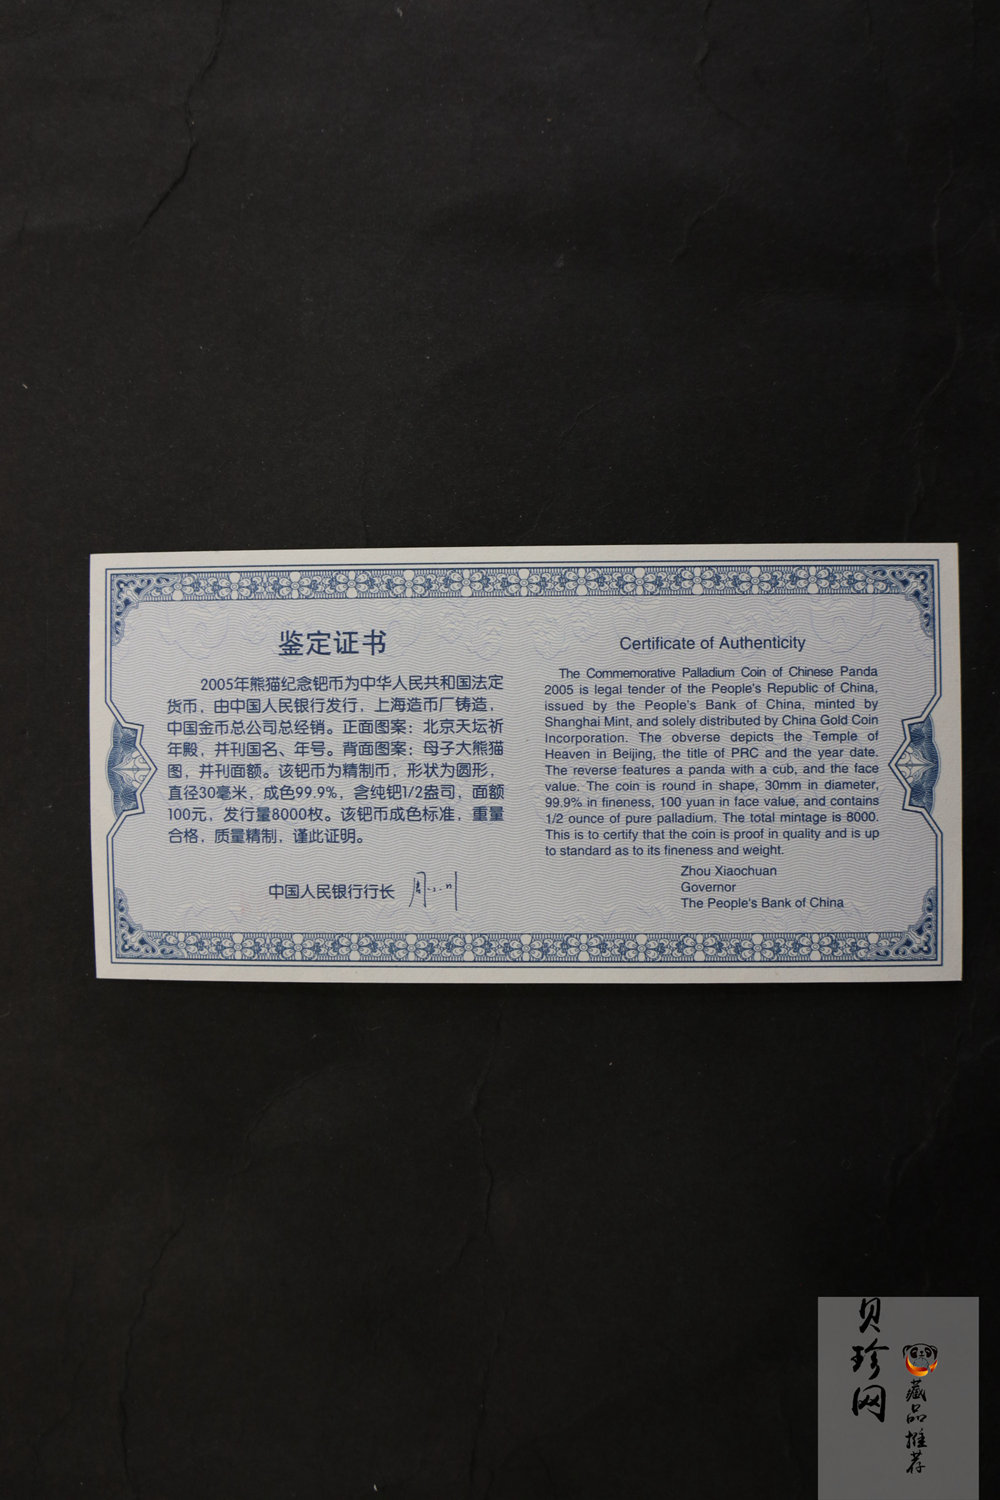 鉴定证书
2005年熊猫纪念钯币为中华人民共和国法定
货币，由中国人民银行发行，上海造币厂铸造，
中国金币总公司总经销。正面图案：北京天坛祈
年殿，并刊国名、年号。背面图案：母子大熊猫
图，并刊面额。该钯币为精制币，形状为圆形，
直径30毫米，成色99.9%，含纯钯1/2盎司，面额
100元，发行量8000枚。该钯币成色标准，重量
合格，质量精制，谨此证明。
中国人民银行行长
Certificate of Authenticity
The Commemorative Palladium Coin of Chinese Panda
2005 is legal tender of the People's Republic of China,
issued by the People's Bank of China, minted by
Shanghai Mint, and solely distributed by China Gold Coin
Incorporation. The obverse depicts the Temple of
Heaven in Beijing, the title of PRC and the year date.
The reverse features a panda with a cub, and the face
value. The coin is round in shape, 30mm in diameter,
99.9% in fineness, 100 yuan in face value, and contains
1/2 ounce of pure palladium. The total mintage is 8000.
This is to certify that the coin is proof in quality and is up
to standard as to its fineness and weight.
Zhou Xiaochuan
Governor
The People's Bank of China
贝珍网
藏品推荐